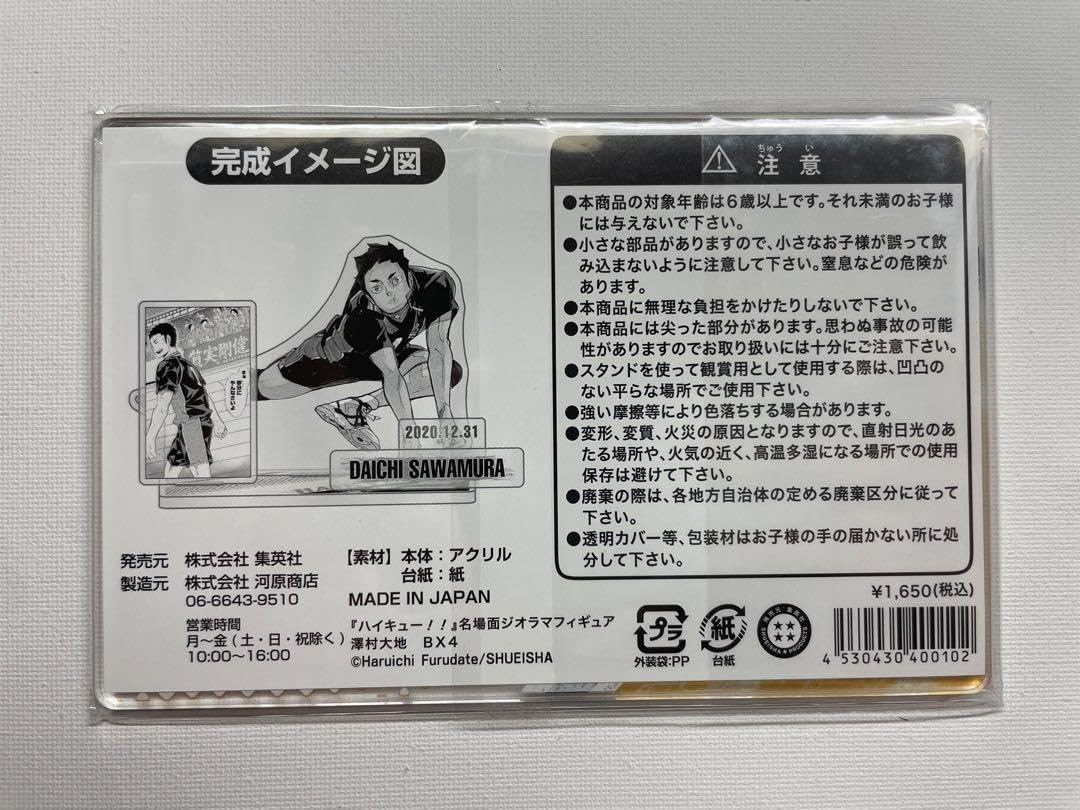 完成イメージ図
質実剛健
2020.12.31
DAICHI SAWAMURA
発売元 株式会社 集英社
製造元 株式会社 河原商店
06-6643-9510
営業時間
月〜金(土・日・祝除く)
10:00〜16:00
【素材】本体:アクリル
台紙:紙
MADE IN JAPAN
『ハイキュー!!』名場面ジオラマフィギュア
澤村大地 BX4
©Haruichi Furudate/SHUEISHA
ちゅう い
注意
●本商品の対象年齢は6歳以上です。それ未満のお子様
には与えないで下さい。
●小さな部品がありますので、小さなお子様が誤って飲
み込まないように注意して下さい。窒息などの危険が
あります。
●本商品に無理な負担をかけたりしないで下さい。
●本商品には尖った部分があります。思わぬ事故の可能
性がありますのでお取り扱いには十分にご注意下さい。
●スタンドを使って観賞用として使用する際は、凹凸の
ない平らな場所でご使用下さい。
●強い摩擦等により色落ちする場合があります。
●変形、変質、火災の原因となりますので、直射日光のあ
たる場所や、火気の近く、高温多湿になる場所での使用
保存は避けて下さい。
●廃棄の際は、各地方自治体の定める廃棄区分に従って
下さい。
●透明カバー等、包装材はお子様の手の届かない所に処
分して下さい。
¥1,650(税込)
プラ
外装袋:PP
紙
台紙
発売元:集英社
SHUEISHA★PRODUCTS
4 530430 400102